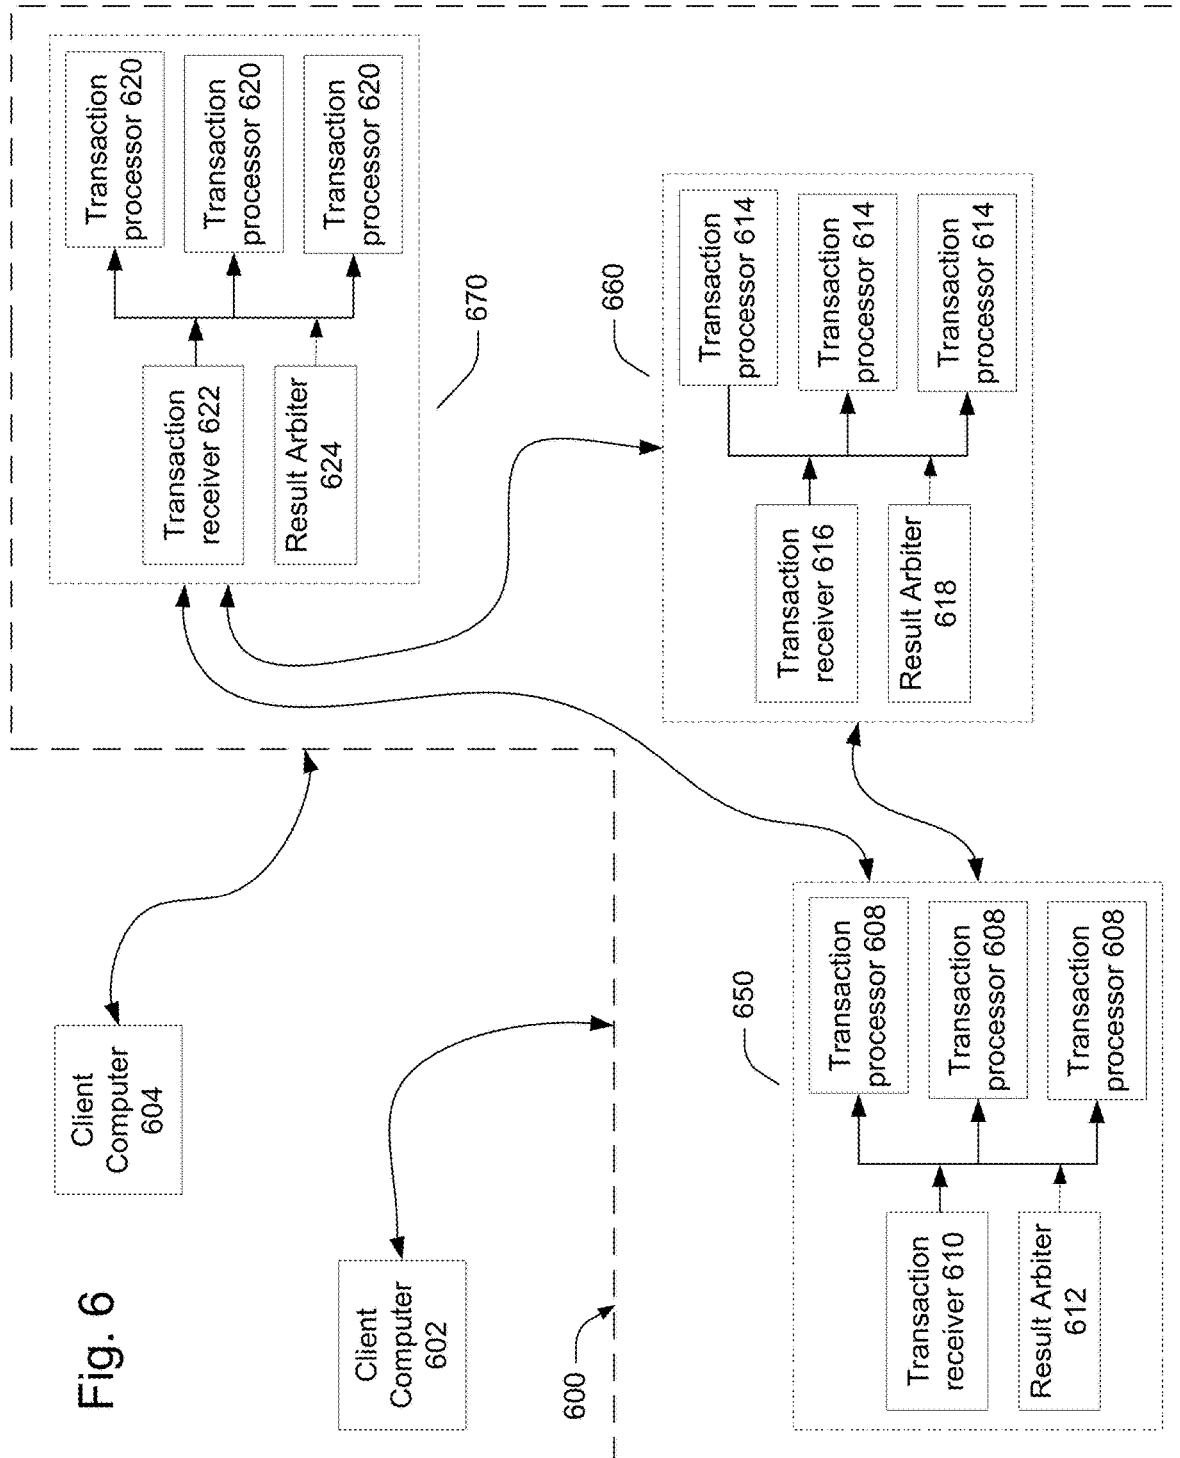 Fig. 6
Client
Computer
604
Client
Computer
602
600
670
Transaction
receiver 622
Result Arbiter
624
Transaction
processor 620
Transaction
processor 620
Transaction
processor 620
660
Transaction
receiver 616
Result Arbiter
618
Transaction
processor 614
Transaction
processor 614
Transaction
processor 614
650
Transaction
receiver 610
Result Arbiter
612
Transaction
processor 608
Transaction
processor 608
Transaction
processor 608